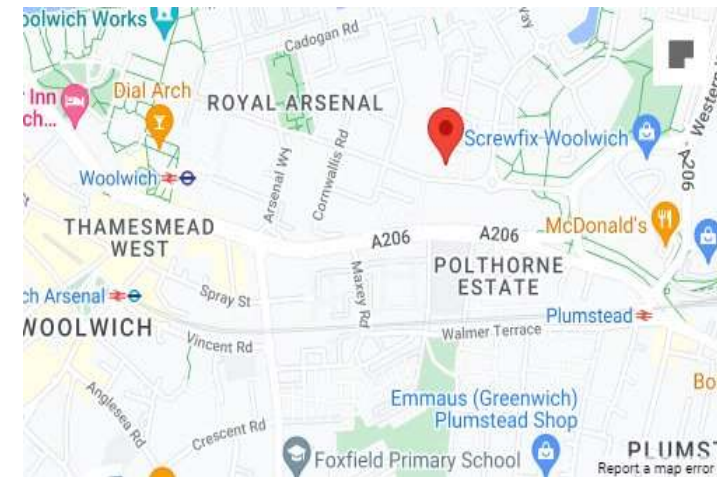 oolwich Works
Cadogan Rd
Way
Inn
ch...
Dial Arch
ROYAL ARSENAL
Western
Screwfix Woolwich
A206
Woolwich
Arsenal Wy
Cornwallis Rd
THAMESMEAD
WEST
McDonald's
A206
A206
POLTHORNE
ESTATE
ch Arsenal
Spray St
Maxey Rd
Plumstead
WOOLWICH
Vincent Rd
Walmer Terrace
Anglesea Rd
Bo
Emmaus (Greenwich)
Plumstead Shop
Crescent Rd
Foxfield Primary School
PLUMST
Report a map error